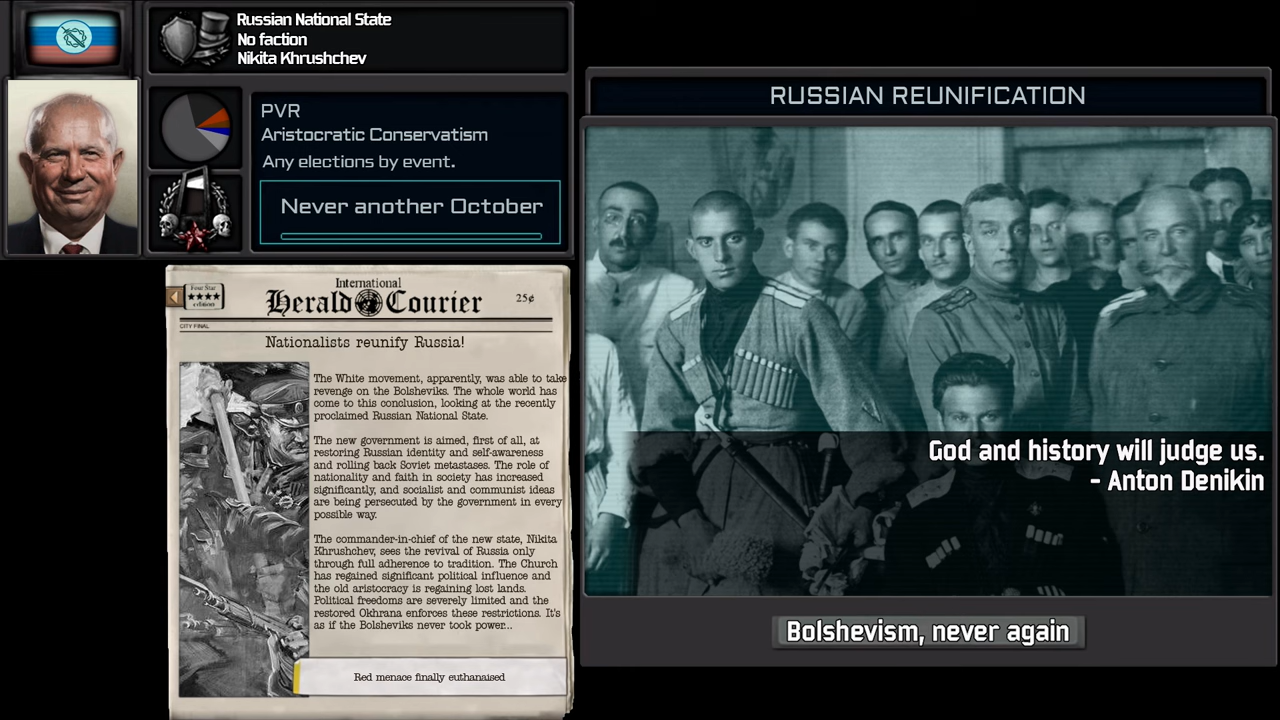 Russian National State
No faction
Nikita Khrushchev
PVR
Aristocratic Conservatism
Any elections by event.
Never another October
RUSSIAN REUNIFICATION
God and history will judge us.
- Anton Denikin
Bolshevism, never again
Four Star
★★★★
edition
International
Herald Courier
25¢
CITY FINAL
Nationalists reunify Russia!
The White movement, apparently, was able to take
revenge on the Bolsheviks. The whole world has
come to this conclusion, looking at the recently
proclaimed Russian National State.
The new government is aimed, first of all, at
restoring Russian identity and self-awareness
and rolling back Soviet metastases. The role of
nationality and faith in society has increased
significantly, and socialist and communist ideas
are being persecuted by the government in every
possible way.
The commander-in-chief of the new state, Nikita
Khrushchev, sees the revival of Russia only
through full adherence to tradition. The Church
has regained significant political influence and
the old aristocracy is regaining lost lands.
Political freedoms are severely limited and the
restored Okhrana enforces these restrictions. It's
as if the Bolsheviks never took power...
Red menace finally euthanaised